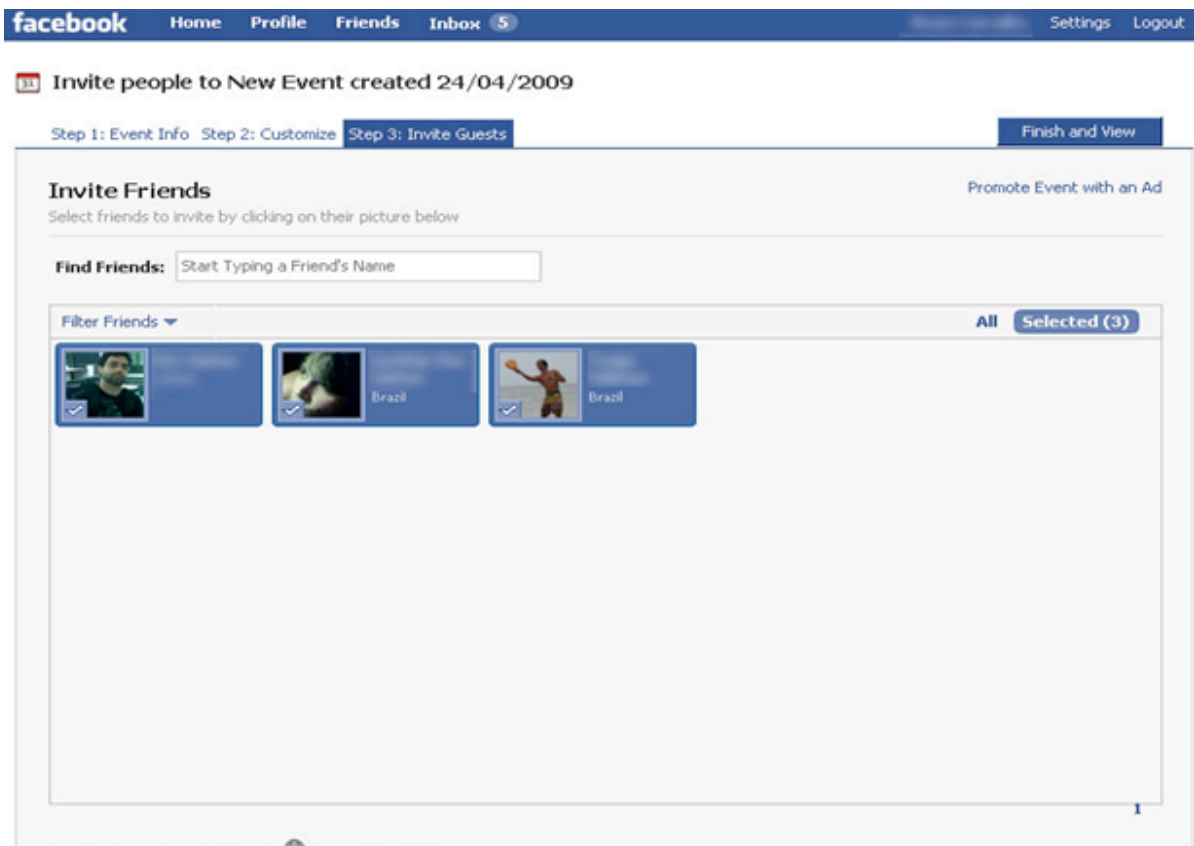 facebook Home Profile Friends Inbox 5 Settings Logout
31 Invite people to New Event created 24/04/2009
Step 1: Event Info Step 2: Customize Step 3: Invite Guests Finish and View
Invite Friends Promote Event with an Ad
Select friends to invite by clicking on their picture below
Find Friends: Start Typing a Friend's Name
Filter Friends All Selected (3)
Brazil Brazil
1